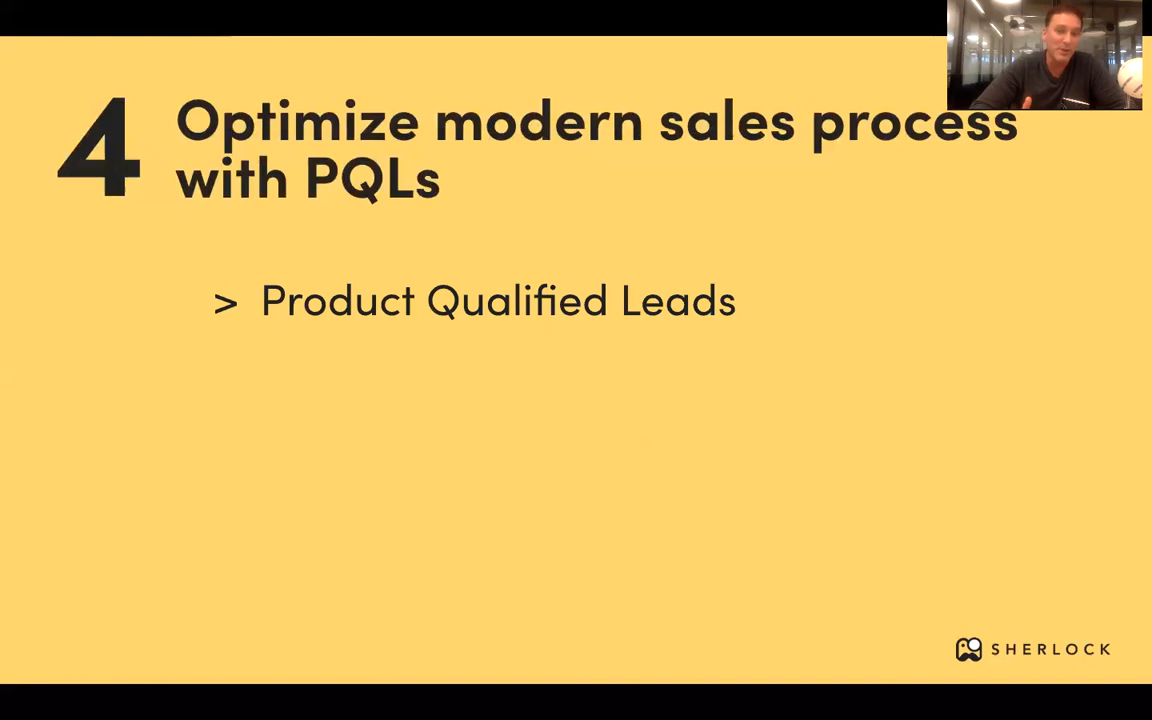 4
Optimize modern sales process
with PQLs
> Product Qualified Leads
SHERLOCK